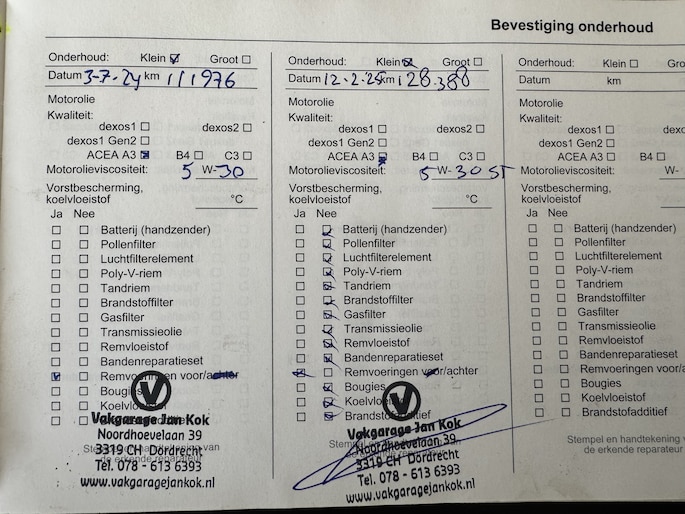 Bevestiging onderhoud
Onderhoud: Klein Groot
Datum 3-7-24 km 111976
Motorolie
Kwaliteit:
dexos1 dexos2
dexos1 Gen2
ACEA A3 B4 C3
Motorolieviscositeit: 5 W-30
Vorstbescherming,
koelvloeistof °C
Ja Nee
Batterij (handzender)
Pollenfilter
Luchtfilterelement
Poly-V-riem
Tandriem
Brandstoffilter
Gasfilter
Transmissieolie
Remvloeistof
Bandenreparatieset
Remvoeringen voor/achter
Bougies
Koelvloeistof
Vakgarage Jan Kok
Noordhoevelaan 39
3319 CH Dordrecht
Tel. 078 - 613 6393
www.vakgaragejankok.nl
Onderhoud: Klein Groot
Datum 12-2-25 km 128.388
Motorolie
Kwaliteit:
dexos1 dexos2
dexos1 Gen2
ACEA A3 B4 C3
Motorolieviscositeit: 5 W-30 ST
Vorstbescherming,
koelvloeistof °C
Ja Nee
Batterij (handzender)
Pollenfilter
Luchtfilterelement
Poly-V-riem
Tandriem
Brandstoffilter
Gasfilter
Transmissieolie
Remvloeistof
Bandenreparatieset
Remvoeringen voor/achter
Bougies
Koelvloeistof
Brandstofadditief
Vakgarage Jan Kok
Noordhoevelaan 39
3319 CH Dordrecht
Tel. 078 - 613 6393
www.vakgaragejankok.nl
Onderhoud: Klein Groot
Datum km
Motorolie
Kwaliteit:
dexos1 dexos2
dexos1 Gen2
ACEA A3 B4 C3
Motorolieviscositeit: W-
Vorstbescherming,
koelvloeistof
Ja Nee
Batterij (handzender)
Pollenfilter
Luchtfilterelement
Poly-V-riem
Tandriem
Brandstoffilter
Gasfilter
Transmissieolie
Remvloeistof
Bandenreparatieset
Remvoeringen voor/a
Bougies
Koelvloeistof
Brandstofadditief
Stempel en handtekening v
de erkende reparateur